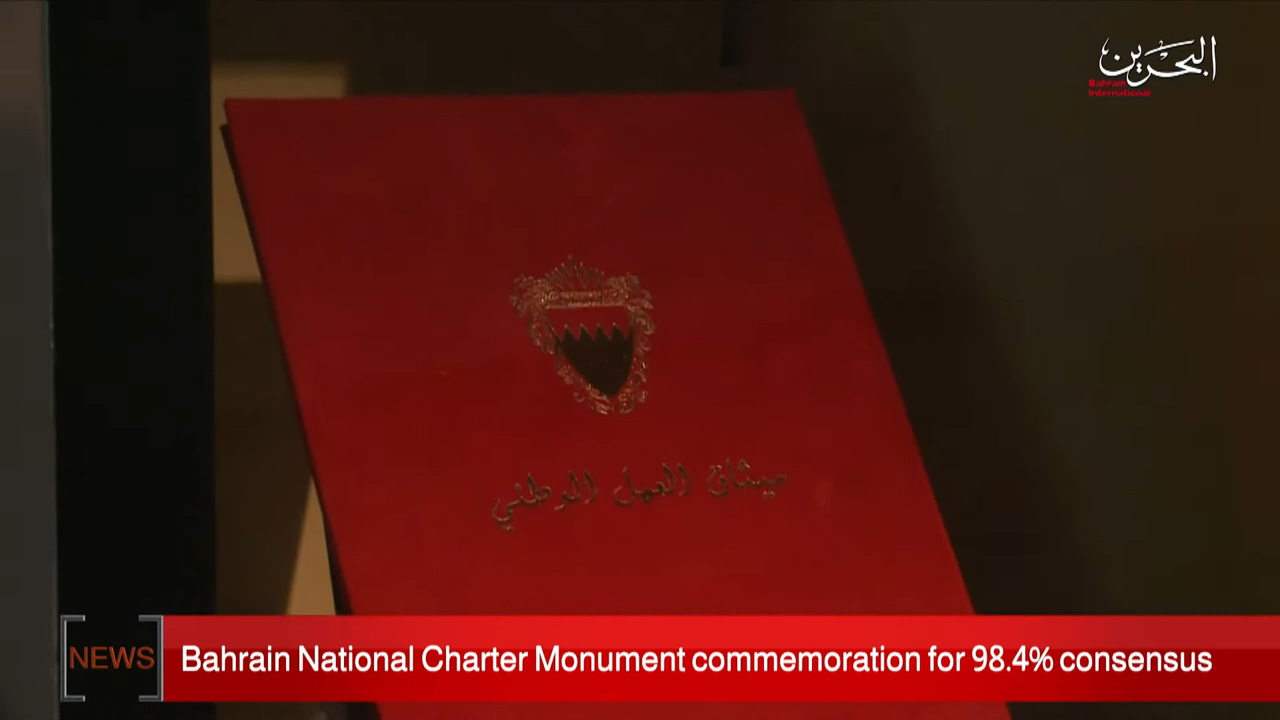 البحرين
Bahrain
International
ميثاق العمل الوطني
NEWS
Bahrain National Charter Monument commemoration for 98.4% consensus